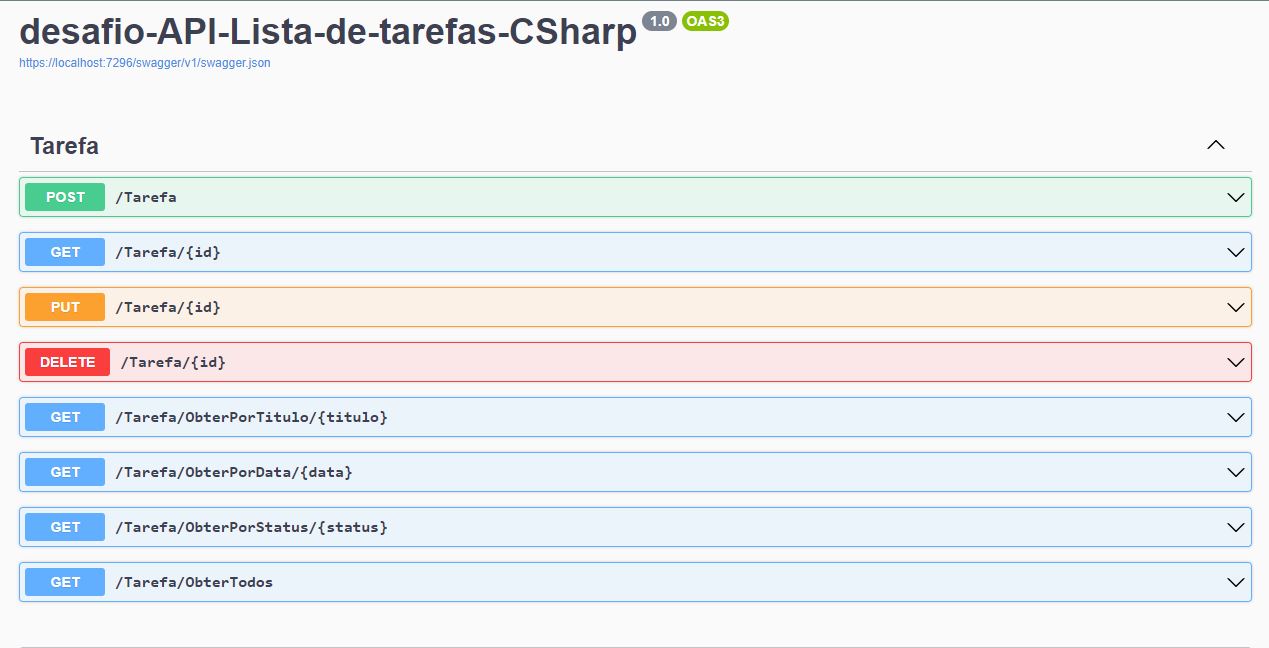 desafio-API-Lista-de-tarefas-CSharp 1.0 OAS3
https://localhost:7296/swagger/v1/swagger.json
Tarefa
POST /Tarefa
GET /Tarefa/{id}
PUT /Tarefa/{id}
DELETE /Tarefa/{id}
GET /Tarefa/ObterPorTitulo/{titulo}
GET /Tarefa/ObterPorData/{data}
GET /Tarefa/ObterPorStatus/{status}
GET /Tarefa/ObterTodos